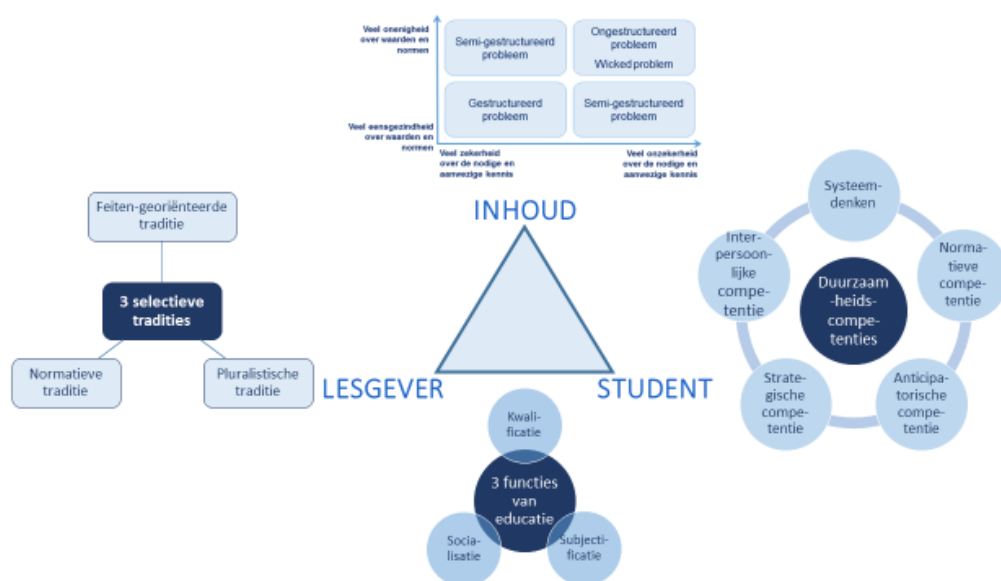 Veel onenigheid
over waarden en
normen
Semi-gestructureerd
probleem
Ongestructureerd
probleem
Wicked problem
Gestructureerd
probleem
Semi-gestructureerd
probleem
Veel eensgezindheid
over waarden en
normen
Veel zekerheid
over de nodige en
aanwezige kennis
Veel onzekerheid
over de nodige en
aanwezige kennis
INHOUD
LESGEVER
STUDENT
Feiten-georiënteerde
traditie
3 selectieve
tradities
Normatieve
traditie
Pluralistische
traditie
Systeem-
denken
Inter-
persoon-
lijke
compe-
tentie
Norma-
tieve
compe-
tentie
Duurzaam
-heids-
compe-
tenties
Strate-
gische
compe-
tentie
Anticipa-
torische
compe-
tentie
Kwali-
ficatie
3 functies
van
educatie
Socia-
lisatie
Subjecti-
ficatie